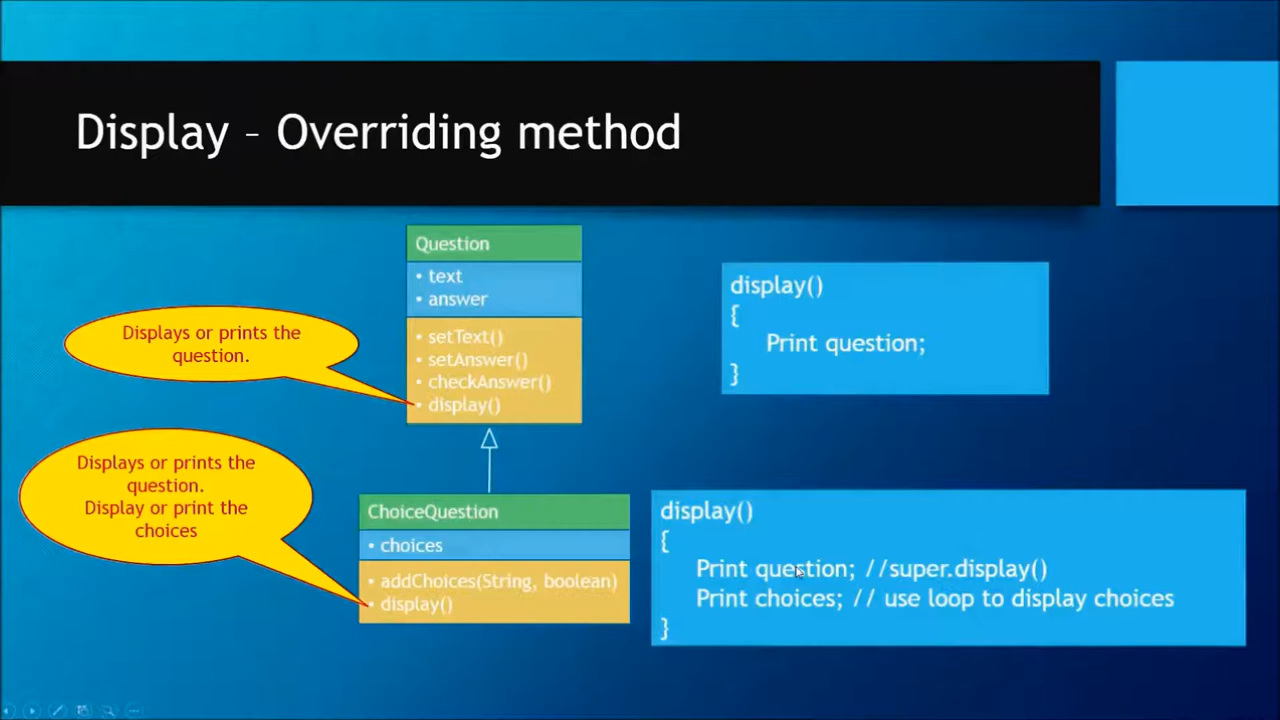 Display – Overriding method
Question
• text
• answer
• setText()
• setAnswer()
• checkAnswer()
• display()
Displays or prints the
question.
display()
{
Print question;
}
Displays or prints the
question.
Display or print the
choices
ChoiceQuestion
• choices
• addChoices(String, boolean)
• display()
display()
{
Print question; //super.display()
Print choices; // use loop to display choices
}